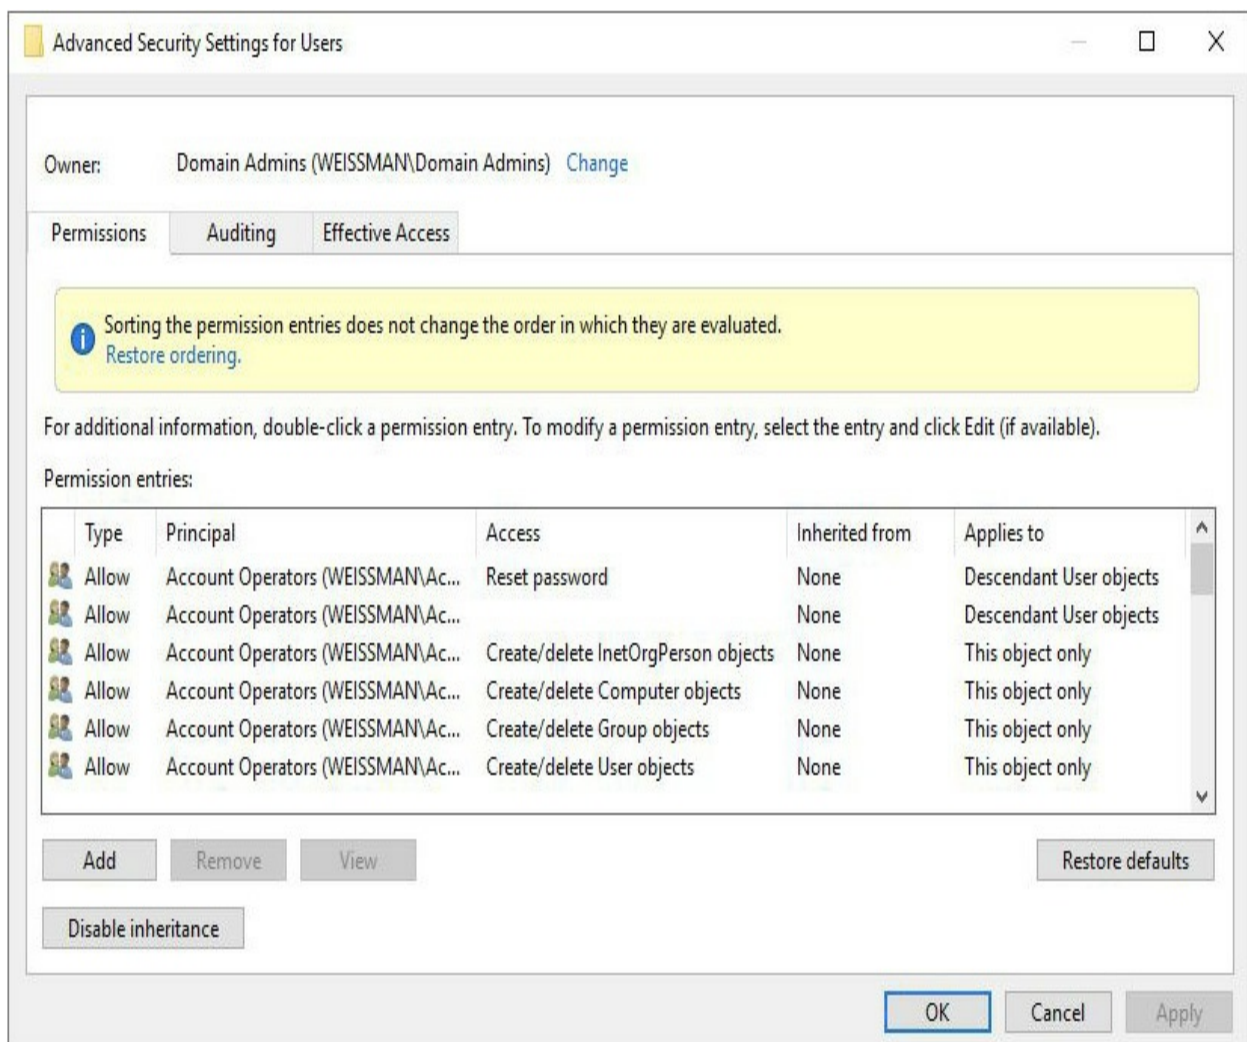 Advanced Security Settings for Users
Owner: Domain Admins (WEISSMAN\Domain Admins) Change
Permissions Auditing Effective Access
Sorting the permission entries does not change the order in which they are evaluated.
Restore ordering.
For additional information, double-click a permission entry. To modify a permission entry, select the entry and click Edit (if available).
Permission entries:
Type Principal Access Inherited from Applies to
Allow Account Operators (WEISSMAN\Ac... Reset password None Descendant User objects
Allow Account Operators (WEISSMAN\Ac... None Descendant User objects
Allow Account Operators (WEISSMAN\Ac... Create/delete InetOrgPerson objects None This object only
Allow Account Operators (WEISSMAN\Ac... Create/delete Computer objects None This object only
Allow Account Operators (WEISSMAN\Ac... Create/delete Group objects None This object only
Allow Account Operators (WEISSMAN\Ac... Create/delete User objects None This object only
Add Remove View Restore defaults
Disable inheritance
OK Cancel Apply